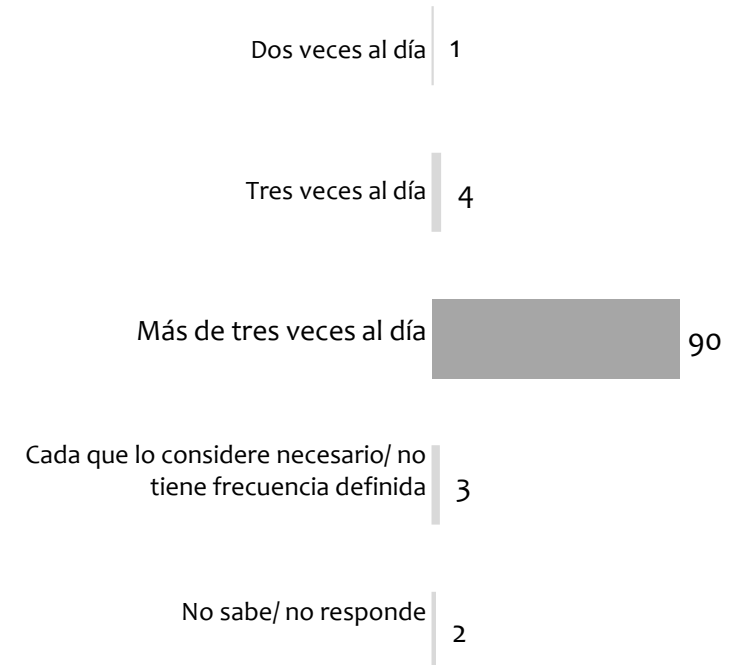 Dos veces al día 1
Tres veces al día 4
Más de tres veces al día 90
Cada que lo considere necesario/ no
tiene frecuencia definida 3
No sabe/ no responde 2